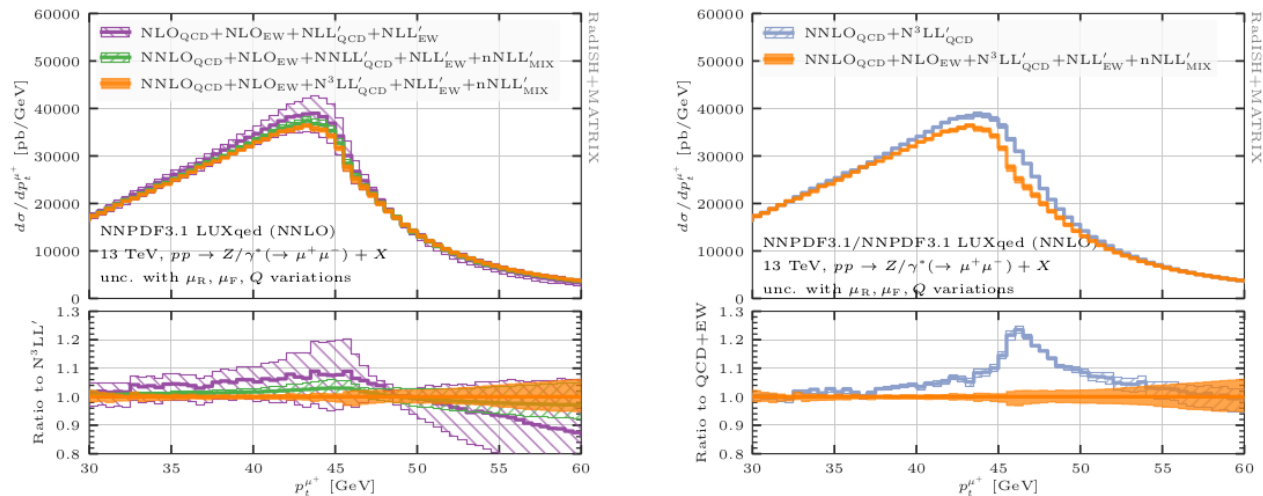 60000
50000
40000
30000
20000
10000
0
dσ/dp_t^{μ⁺} [pb/GeV]
NLO_QCD+NLO_EW+NLL′_QCD+NLL′_EW
NNLO_QCD+NLO_EW+NNLL′_QCD+NLL′_EW+nNLL′_MIX
NNLO_QCD+NLO_EW+N³LL′_QCD+NLL′_EW+nNLL′_MIX
RadISH+MATRIX
NNPDF3.1 LUXqed (NNLO)
13 TeV, pp → Z/γ*(→ μ⁺μ⁻) + X
unc. with μ_R, μ_F, Q variations
1.3
1.2
1.1
1.0
0.9
0.8
Ratio to N³LL′
30 35 40 45 50 55 60
p_t^{μ⁺} [GeV]
60000
50000
40000
30000
20000
10000
0
dσ/dp_t^{μ⁺} [pb/GeV]
NNLO_QCD+N³LL′_QCD
NNLO_QCD+NLO_EW+N³LL′_QCD+NLL′_EW+nNLL′_MIX
RadISH+MATRIX
NNPDF3.1/NNPDF3.1 LUXqed (NNLO)
13 TeV, pp → Z/γ*(→ μ⁺μ⁻) + X
unc. with μ_R, μ_F, Q variations
1.3
1.2
1.1
1.0
0.9
0.8
Ratio to QCD+EW
30 35 40 45 50 55 60
p_t^{μ⁺} [GeV]